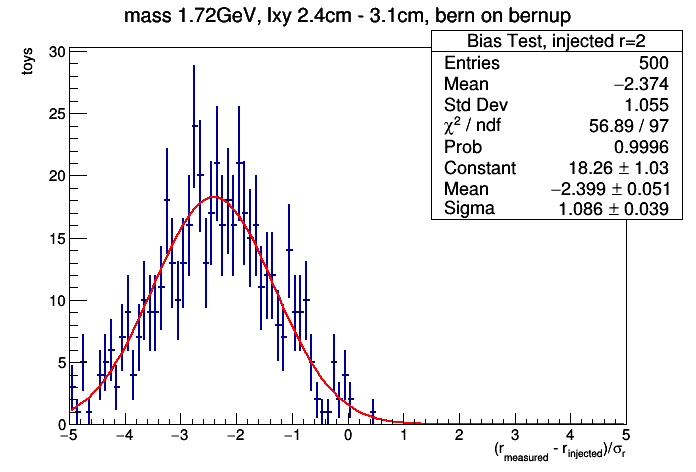 mass 1.72GeV, lxy 2.4cm - 3.1cm, bern on bernup
Bias Test, injected r=2
Entries 500
Mean −2.374
Std Dev 1.055
χ² / ndf 56.89 / 97
Prob 0.9996
Constant 18.26 ± 1.03
Mean −2.399 ± 0.051
Sigma 1.086 ± 0.039
toys
30
25
20
15
10
5
0
−5 −4 −3 −2 −1 0 1 2 3 4 5
(r_measured - r_injected)/σ_r